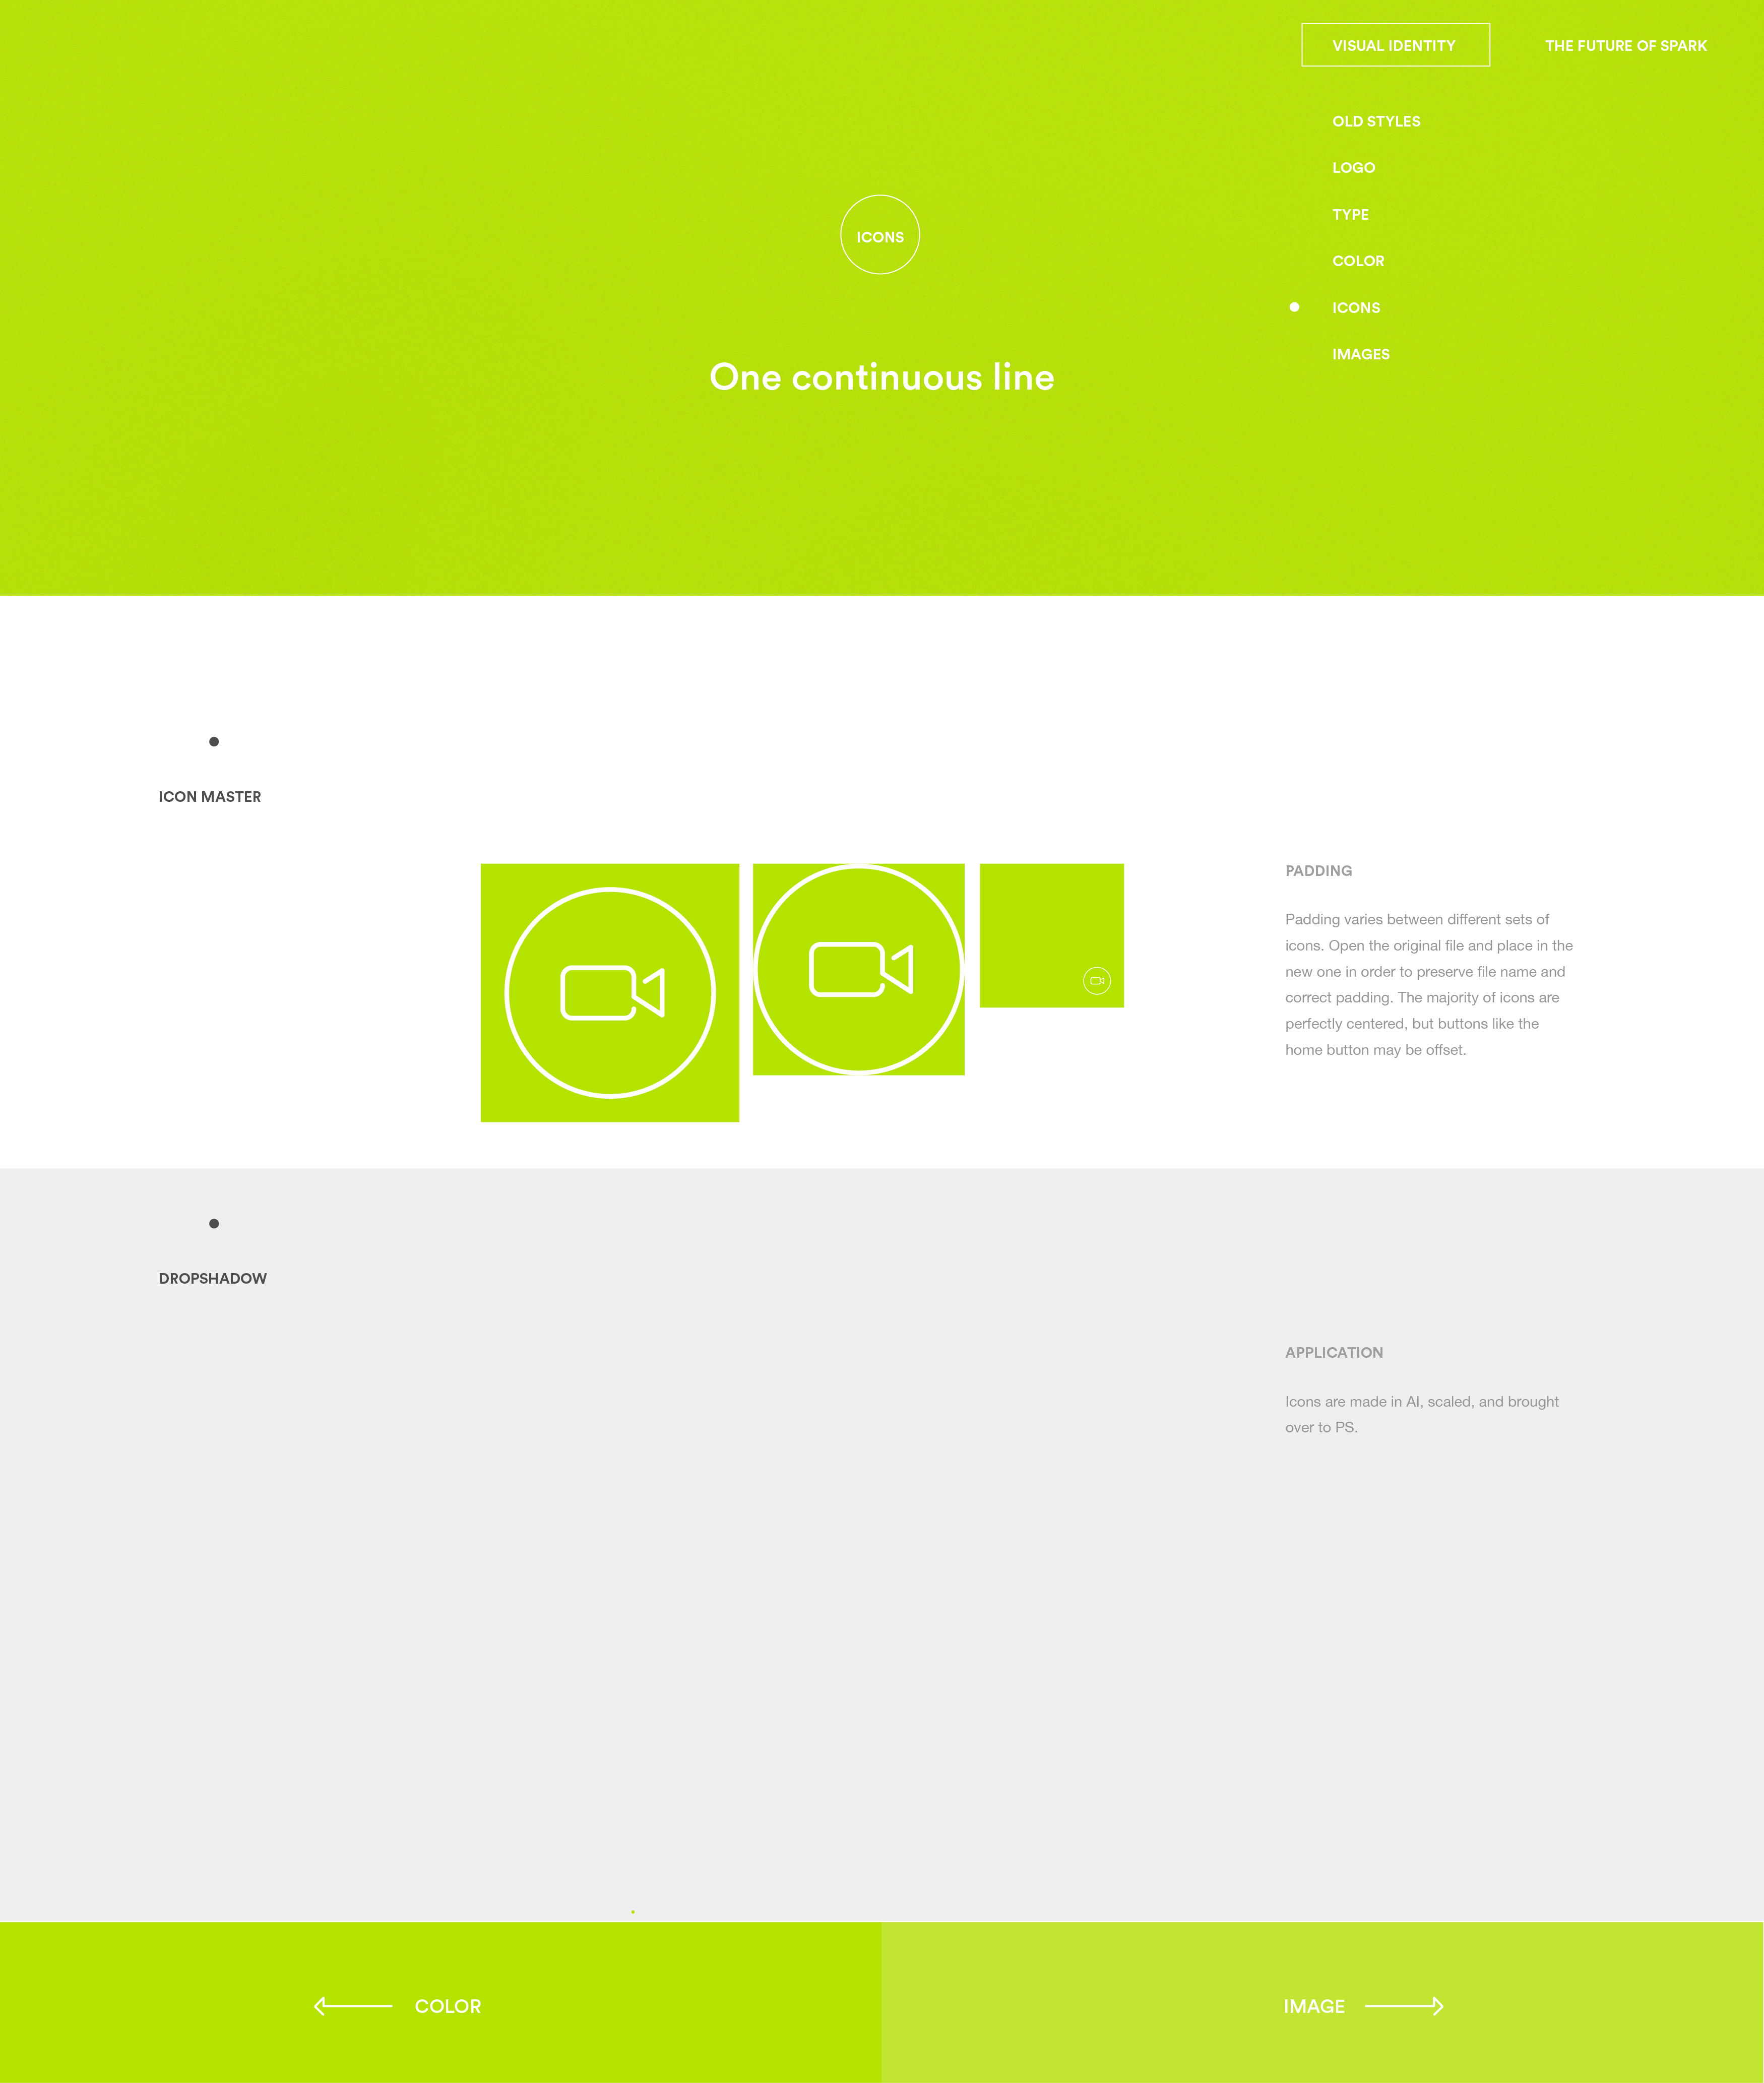 VISUAL IDENTITY
THE FUTURE OF SPARK
OLD STYLES
LOGO
TYPE
COLOR
ICONS
IMAGES
ICONS
One continuous line
ICON MASTER
PADDING
Padding varies between different sets of
icons. Open the original file and place in the
new one in order to preserve file name and
correct padding. The majority of icons are
perfectly centered, but buttons like the
home button may be offset.
DROPSHADOW
APPLICATION
Icons are made in AI, scaled, and brought
over to PS.
COLOR
IMAGE